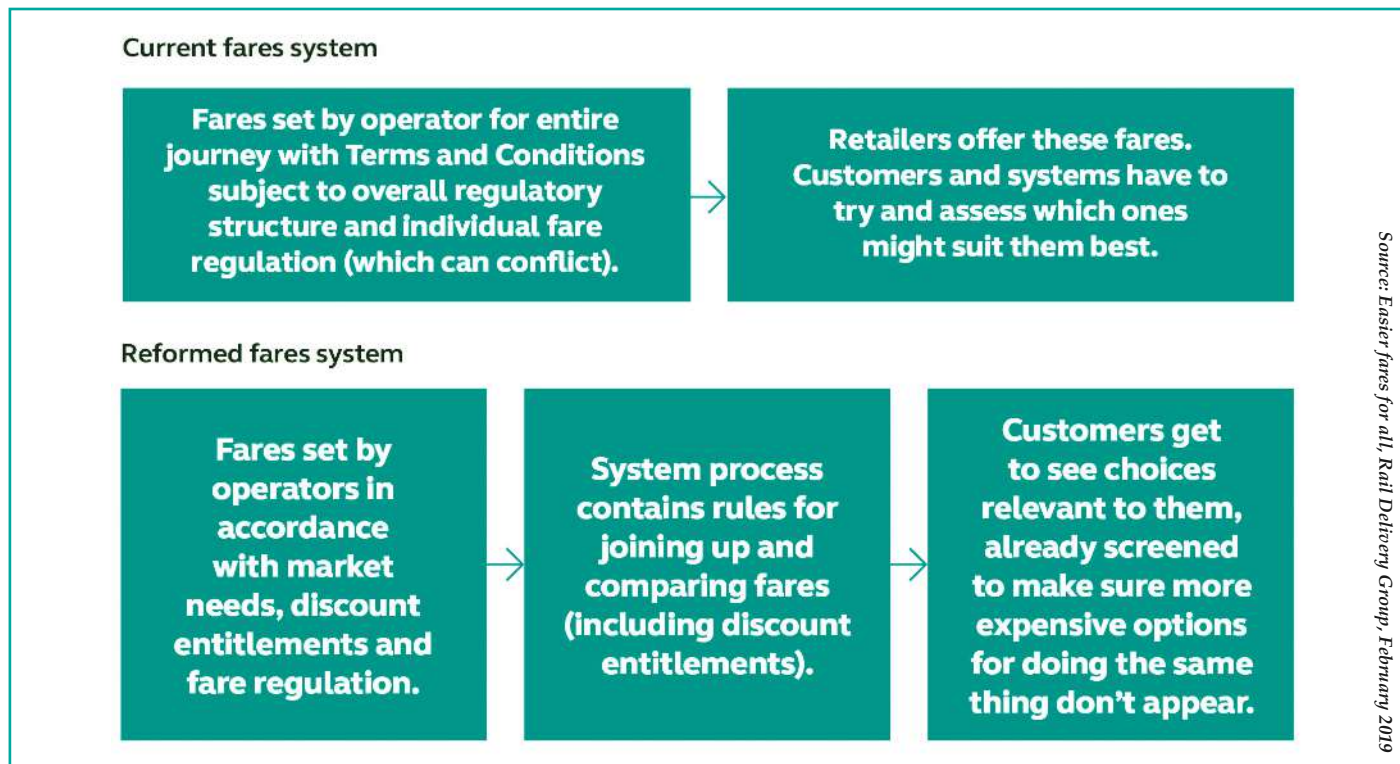 Current fares system
Fares set by operator for entire
journey with Terms and Conditions
subject to overall regulatory
structure and individual fare
regulation (which can conflict).
Retailers offer these fares.
Customers and systems have to
try and assess which ones
might suit them best.
Reformed fares system
Fares set by
operators in
accordance
with market
needs, discount
entitlements and
fare regulation.
System process
contains rules for
joining up and
comparing fares
(including discount
entitlements).
Customers get
to see choices
relevant to them,
already screened
to make sure more
expensive options
for doing the same
thing don’t appear.
Source: Easier fares for all, Rail Delivery Group, February 2019